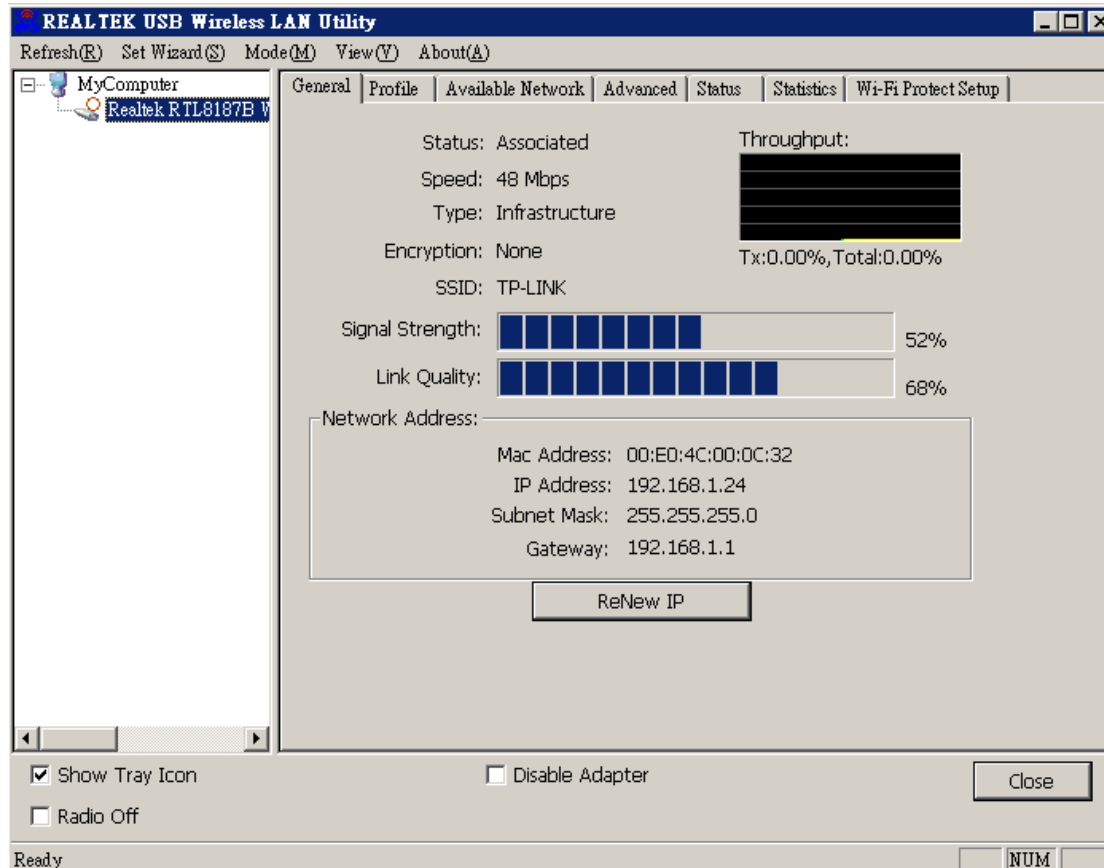 REALTEK USB Wireless LAN Utility
Refresh(R) Set Wizard(S) Mode(M) View(V) About(A)
MyComputer
Realtek RTL8187B W
General Profile Available Network Advanced Status Statistics Wi-Fi Protect Setup
Status: Associated
Speed: 48 Mbps
Type: Infrastructure
Encryption: None
SSID: TP-LINK
Throughput:
Tx:0.00%,Total:0.00%
Signal Strength: 52%
Link Quality: 68%
Network Address:
Mac Address: 00:E0:4C:00:0C:32
IP Address: 192.168.1.24
Subnet Mask: 255.255.255.0
Gateway: 192.168.1.1
ReNew IP
Show Tray Icon
Disable Adapter
Close
Radio Off
Ready
NUM